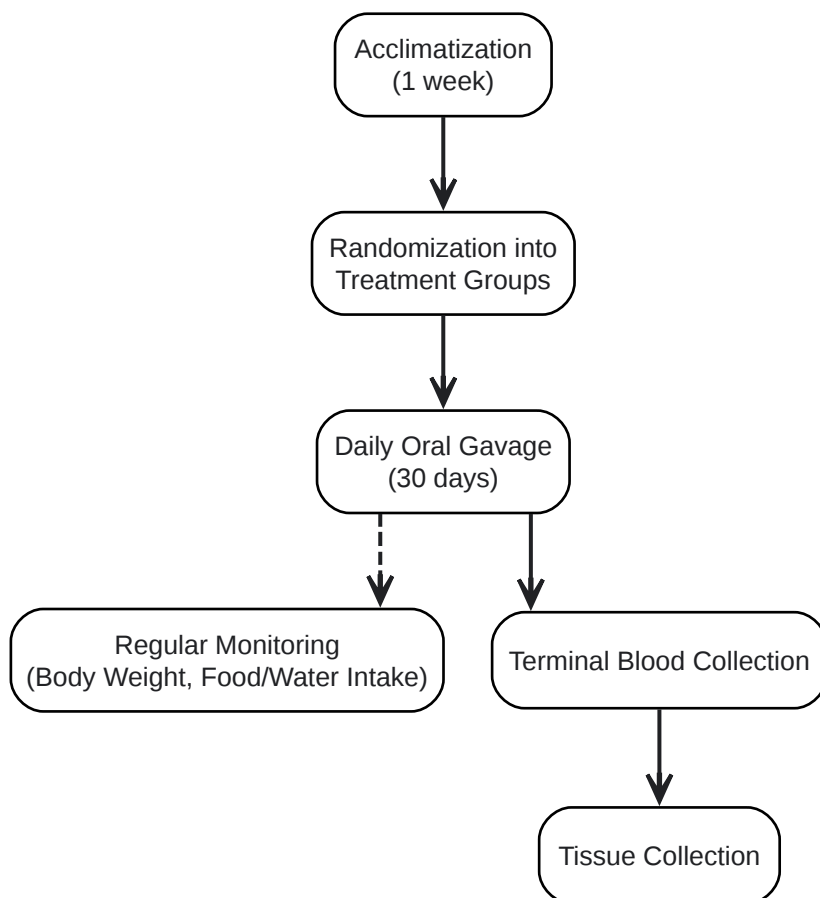 Acclimatization
(1 week)
Randomization into
Treatment Groups
Daily Oral Gavage
(30 days)
Regular Monitoring
(Body Weight, Food/Water Intake)
Terminal Blood Collection
Tissue Collection